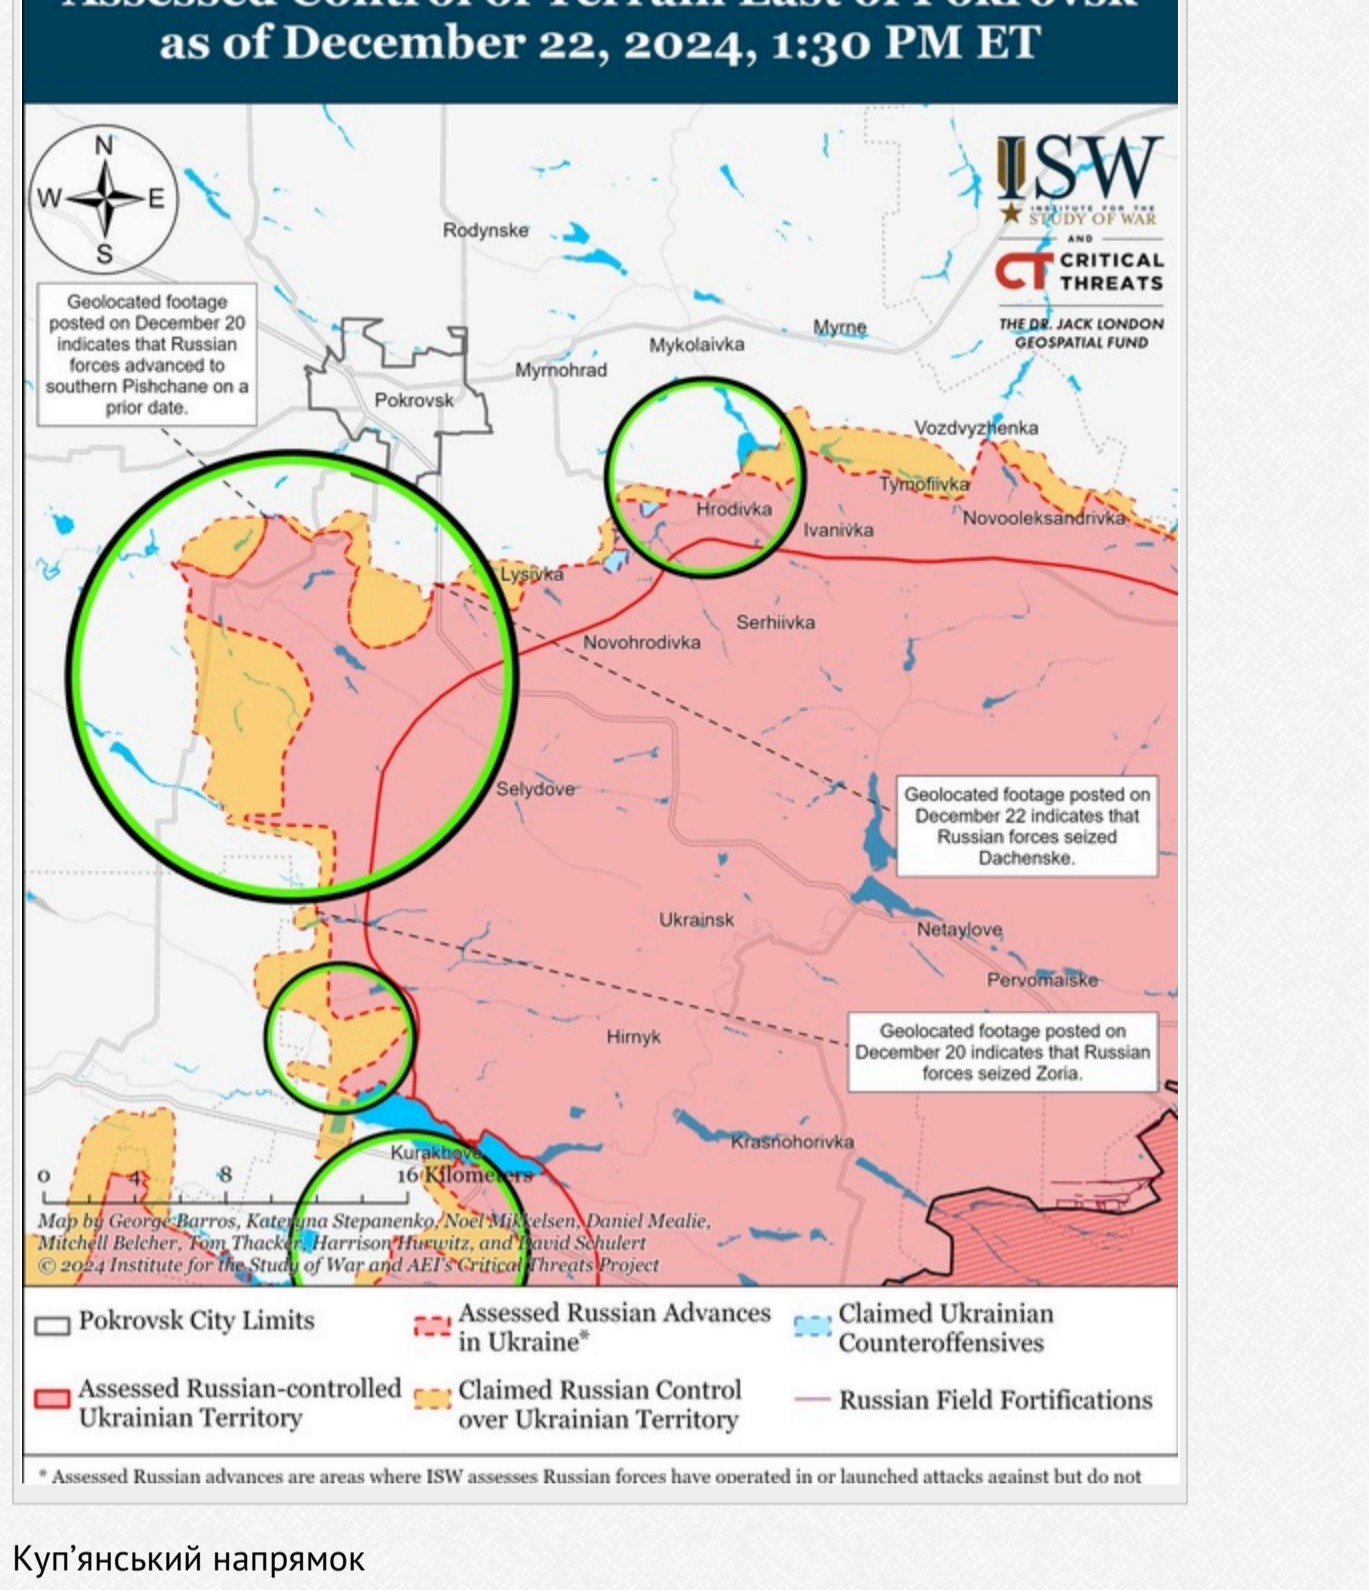 Assessed Control of Terrain East of Pokrovsk
as of December 22, 2024, 1:30 PM ET
N
W
E
S
ISW
INSTITUTE FOR THE
STUDY OF WAR
AND
CT CRITICAL
THREATS
THE DR. JACK LONDON
GEOSPATIAL FUND
Rodynske
Geolocated footage
posted on December 20
indicates that Russian
forces advanced to
southern Pishchane on a
prior date.
Myrne
Mykolaivka
Myrnohrad
Pokrovsk
Vozdvyzhenka
Tymofiivka
Hrodivka
Novooleksandrivka
Ivanivka
Lysivka
Serhiivka
Novohrodivka
Selydove
Geolocated footage posted on
December 22 indicates that
Russian forces seized
Dachenske.
Ukrainsk
Netaylove
Pervomaiske
Hirnyk
Geolocated footage posted on
December 20 indicates that Russian
forces seized Zoria.
Krasnohorivka
Kurakhove
0 4 8 16 Kilometers
Map by George Barros, Kateryna Stepanenko, Noel Mikkelsen, Daniel Mealie,
Mitchell Belcher, Tom Thacker, Harrison Hurwitz, and David Schulert
© 2024 Institute for the Study of War and AEI's Critical Threats Project
Pokrovsk City Limits
Assessed Russian Advances
in Ukraine*
Claimed Ukrainian
Counteroffensives
Assessed Russian-controlled
Ukrainian Territory
Claimed Russian Control
over Ukrainian Territory
Russian Field Fortifications
* Assessed Russian advances are areas where ISW assesses Russian forces have operated in or launched attacks against but do not
Куп’янський напрямок